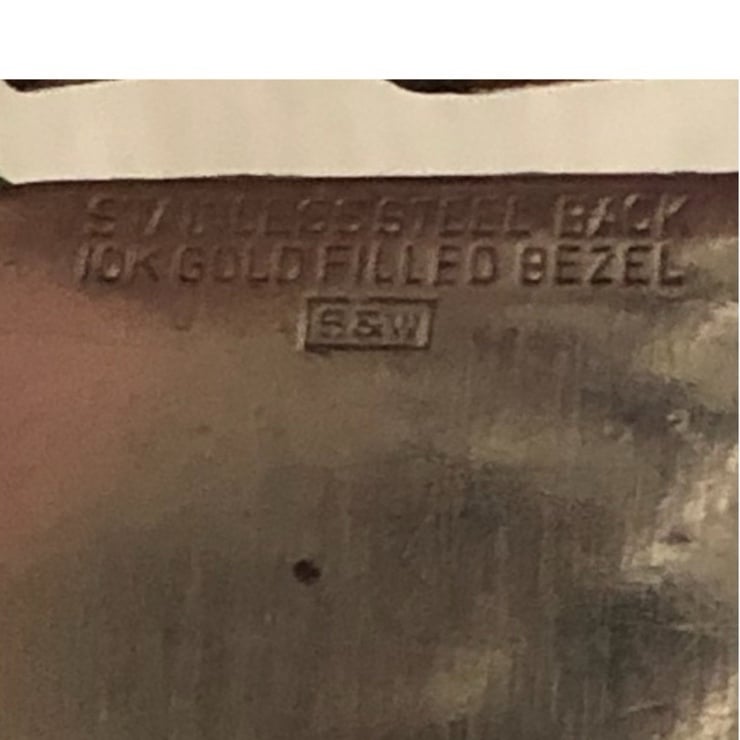 STAINLESS STEEL BACK
10K GOLD FILLED BEZEL
S&W